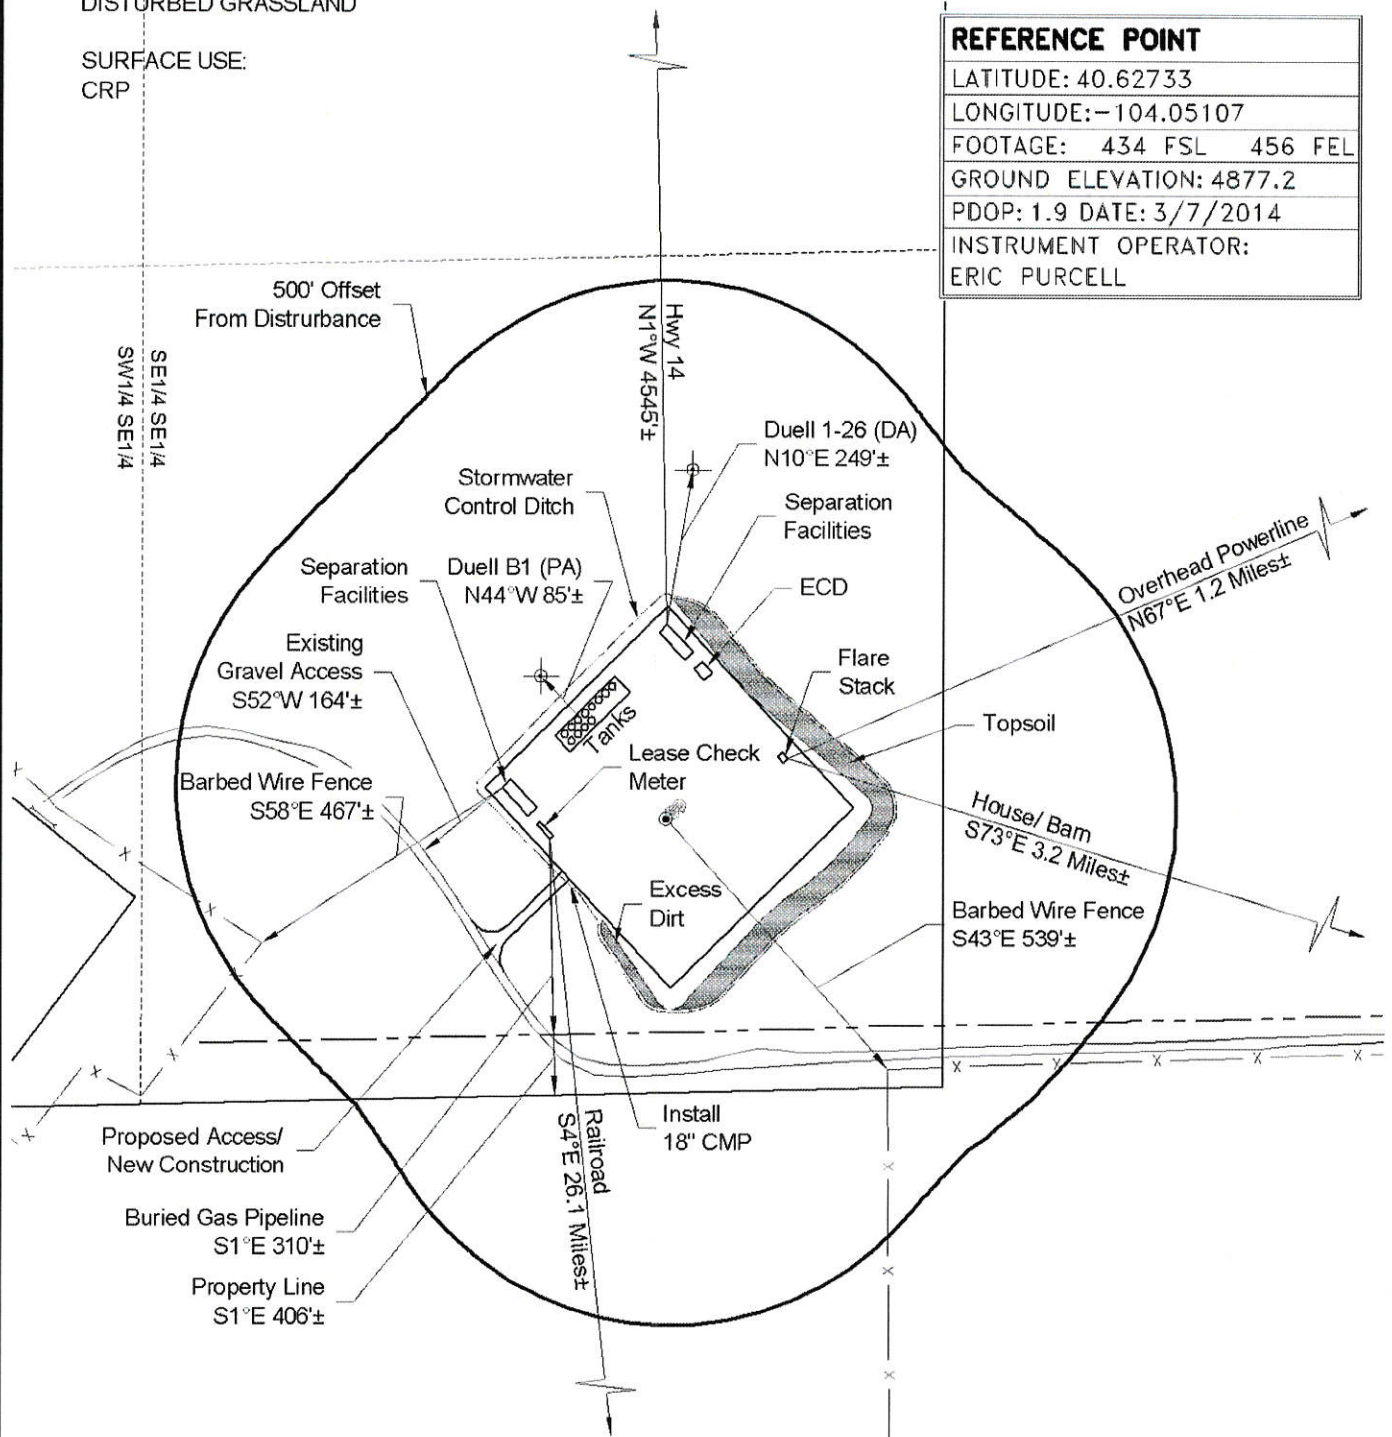 DISTURBED GRASSLAND
SURFACE USE:
CRP
REFERENCE POINT
LATITUDE: 40.62733
LONGITUDE:-104.05107
FOOTAGE: 434 FSL 456 FEL
GROUND ELEVATION: 4877.2
PDOP: 1.9 DATE: 3/7/2014
INSTRUMENT OPERATOR:
ERIC PURCELL
500' Offset
From Distrurbance
SE1/4 SE1/4
SW1/4 SE1/4
Hwy 14
N1°W 4545'±
Duell 1-26 (DA)
N10°E 249'±
Stormwater
Control Ditch
Separation
Facilities
Separation
Facilities
Duell B1 (PA)
N44°W 85'±
ECD
Overhead Powerline
N67°E 1.2 Miles±
Existing
Gravel Access
S52°W 164'±
Flare
Stack
Tanks
Topsoil
Lease Check
Meter
Barbed Wire Fence
S58°E 467'±
House/ Barn
S73°E 3.2 Miles±
Excess
Dirt
Barbed Wire Fence
S43°E 539'±
Install
18" CMP
Railroad
S4°E 26.1 Miles±
Proposed Access/
New Construction
Buried Gas Pipeline
S1°E 310'±
Property Line
S1°E 406'±